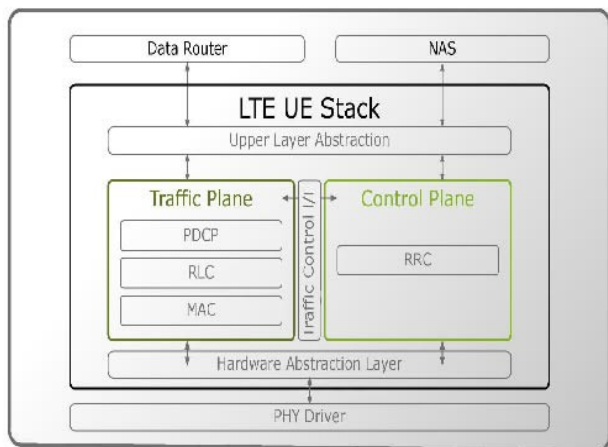 Data Router
NAS
LTE UE Stack
Upper Layer Abstraction
Traffic Plane
Traffic Control I/I
Control Plane
PDCP
RLC
MAC
RRC
Hardware Abstraction Layer
PHY Driver